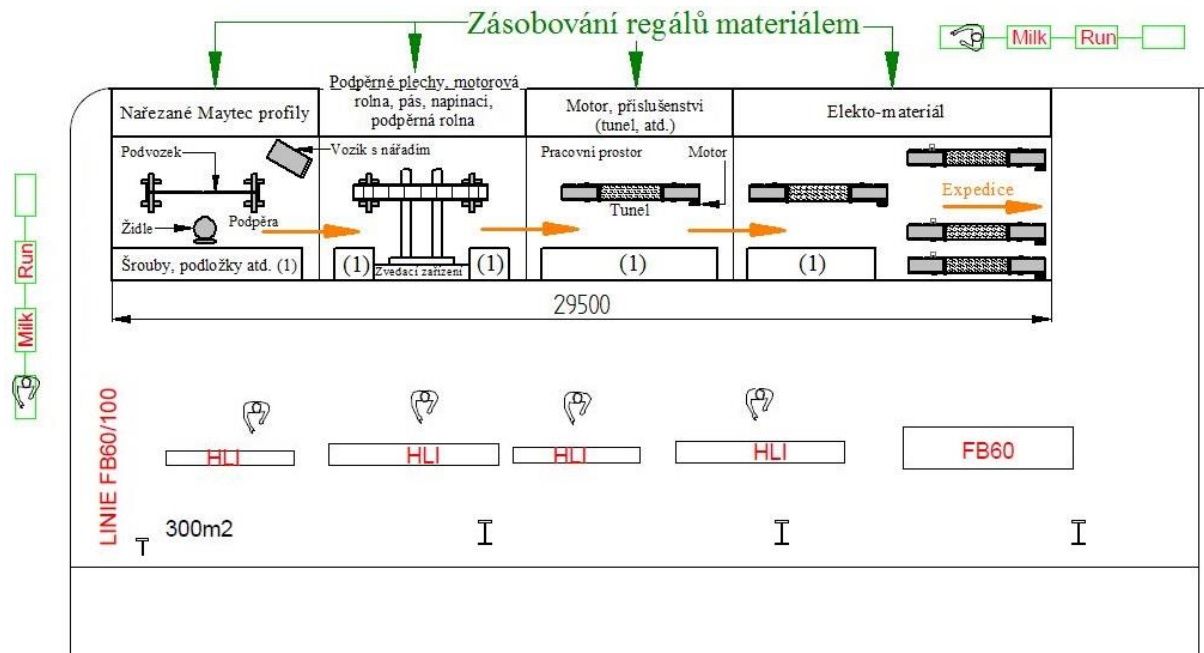 Zásobování regálů materiálem
Milk Run
Nařezané Maytec profily
Podpěrné plechy, motorová
rolna, pás, napínací,
podpěrná rolna
Motor, příslušenství
(tunel, atd.)
Elekto-materiál
Podvozek
Vozík s nářadím
Pracovní prostor
Motor
Expedice
Tunel
Židle
Podpěra
Šrouby, podložky atd. (1)
(1)
Zvedací zařízení
(1)
(1)
(1)
29500
Milk Run
LINIE FB60/100
HLI
HLI
HLI
HLI
FB60
300m2